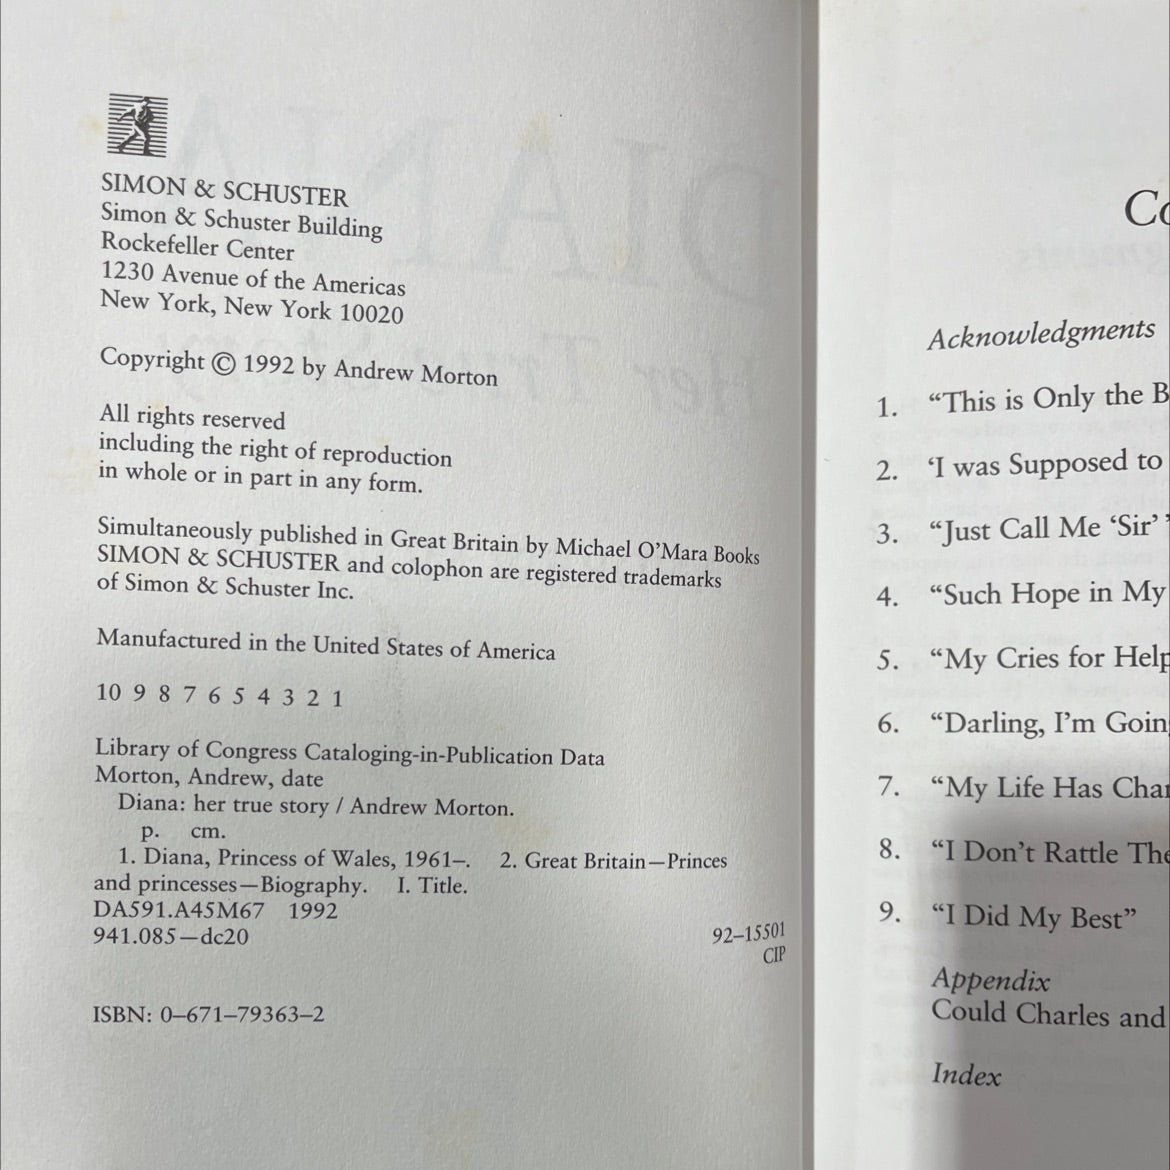 SIMON & SCHUSTER
Simon & Schuster Building
Rockefeller Center
1230 Avenue of the Americas
New York, New York 10020
Copyright © 1992 by Andrew Morton
All rights reserved
including the right of reproduction
in whole or in part in any form.
Simultaneously published in Great Britain by Michael O'Mara Books
SIMON & SCHUSTER and colophon are registered trademarks
of Simon & Schuster Inc.
Manufactured in the United States of America
10 9 8 7 6 5 4 3 2 1
Library of Congress Cataloging-in-Publication Data
Morton, Andrew, date
Diana: her true story / Andrew Morton.
p. cm.
1. Diana, Princess of Wales, 1961–. 2. Great Britain—Princes
and princesses—Biography. I. Title.
DA591.A45M67 1992
941.085—dc20 92–15501
CIP
ISBN: 0–671–79363–2
Acknowledgments
1. “This is Only the
2. ‘I was Supposed to
3. “Just Call Me ‘Sir’
4. “Such Hope in My
5. “My Cries for Help
6. “Darling, I'm
7. “My Life Has
8. “I Don't Rattle
9. “I Did My Best”
Appendix
Could Charles and
Index